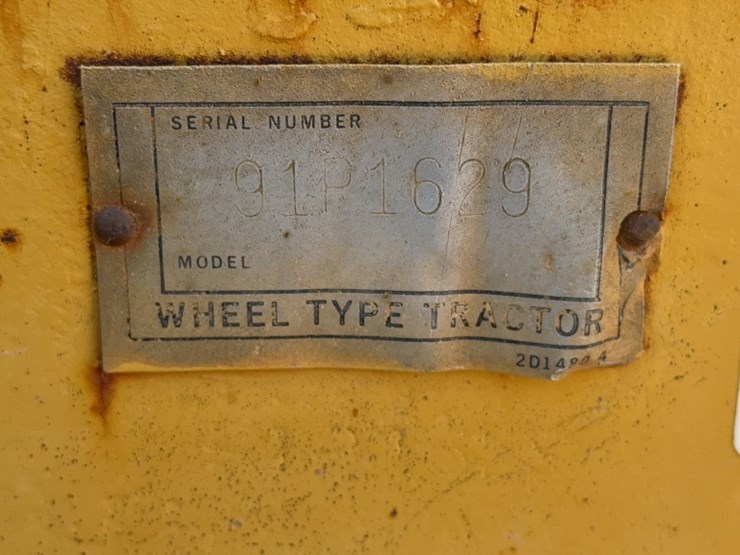 SERIAL NUMBER
91P1629
MODEL
WHEEL TYPE TRACTOR